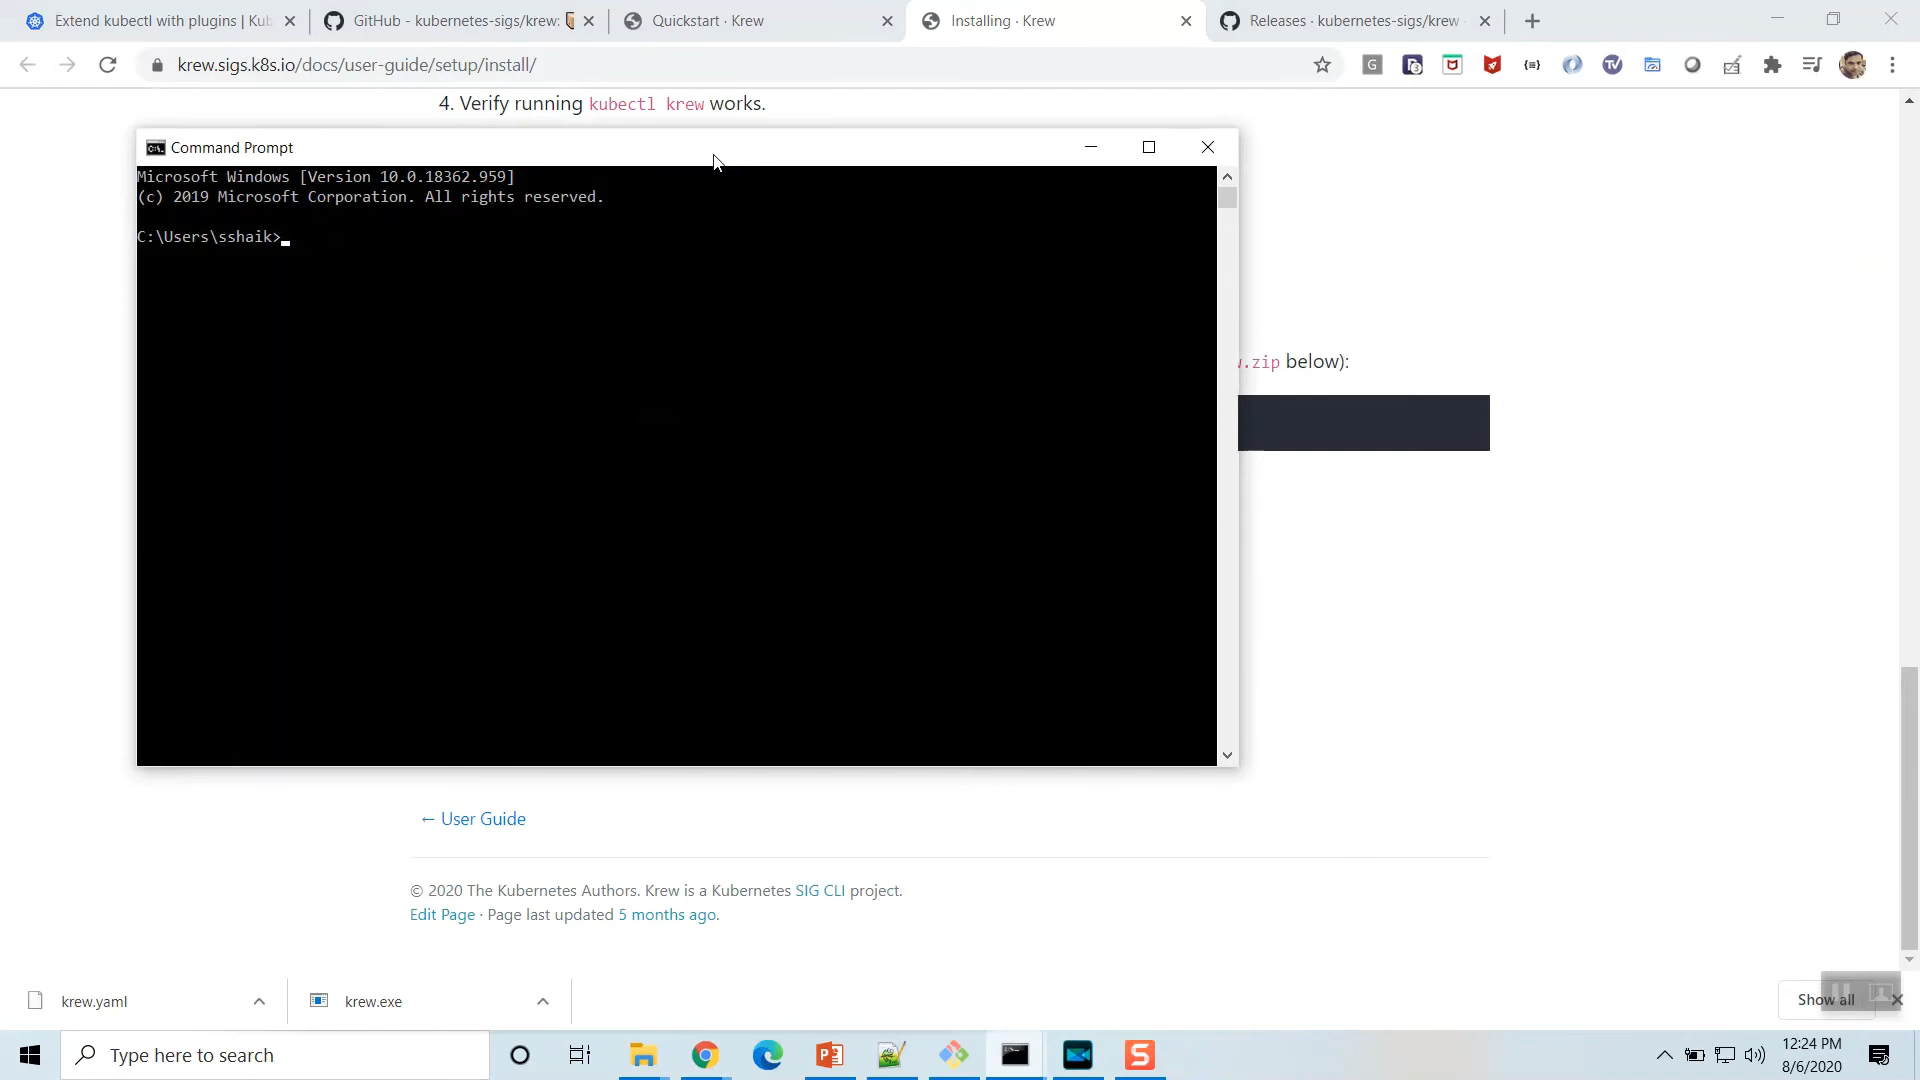 Extend kubectl with plugins | Kub
GitHub - kubernetes-sigs/krew:
Quickstart · Krew
Installing · Krew
Releases · kubernetes-sigs/krew
krew.sigs.k8s.io/docs/user-guide/setup/install/
4. Verify running kubectl krew works.
Command Prompt
Microsoft Windows [Version 10.0.18362.959]
(c) 2019 Microsoft Corporation. All rights reserved.
C:\Users\sshaik>
.zip below):
← User Guide
© 2020 The Kubernetes Authors. Krew is a Kubernetes SIG CLI project.
Edit Page · Page last updated 5 months ago.
krew.yaml
krew.exe
Show all
Type here to search
12:24 PM
8/6/2020